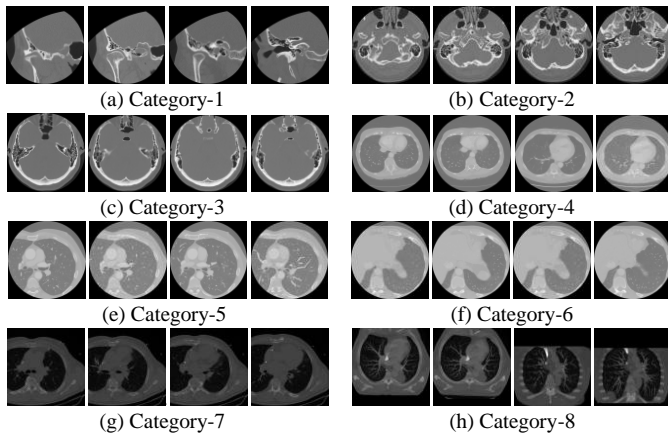 (a) Category-1
(b) Category-2
(c) Category-3
(d) Category-4
(e) Category-5
(f) Category-6
(g) Category-7
(h) Category-8